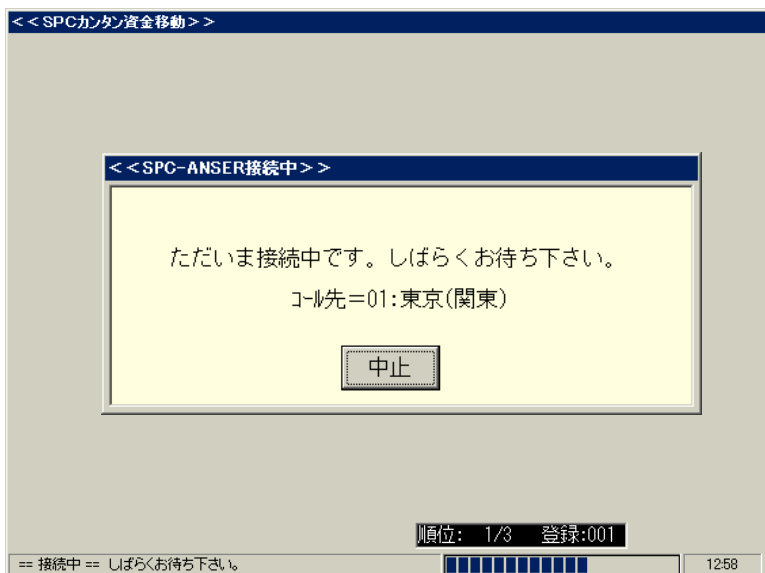 <<SPCカンタン資金移動>>
<<SPC-ANSER接続中>>
ただいま接続中です。しばらくお待ち下さい。
ｺｰﾙ先＝01:東京(関東)
中止
順位: 1/3 登録:001
== 接続中 == しばらくお待ち下さい。
12:58